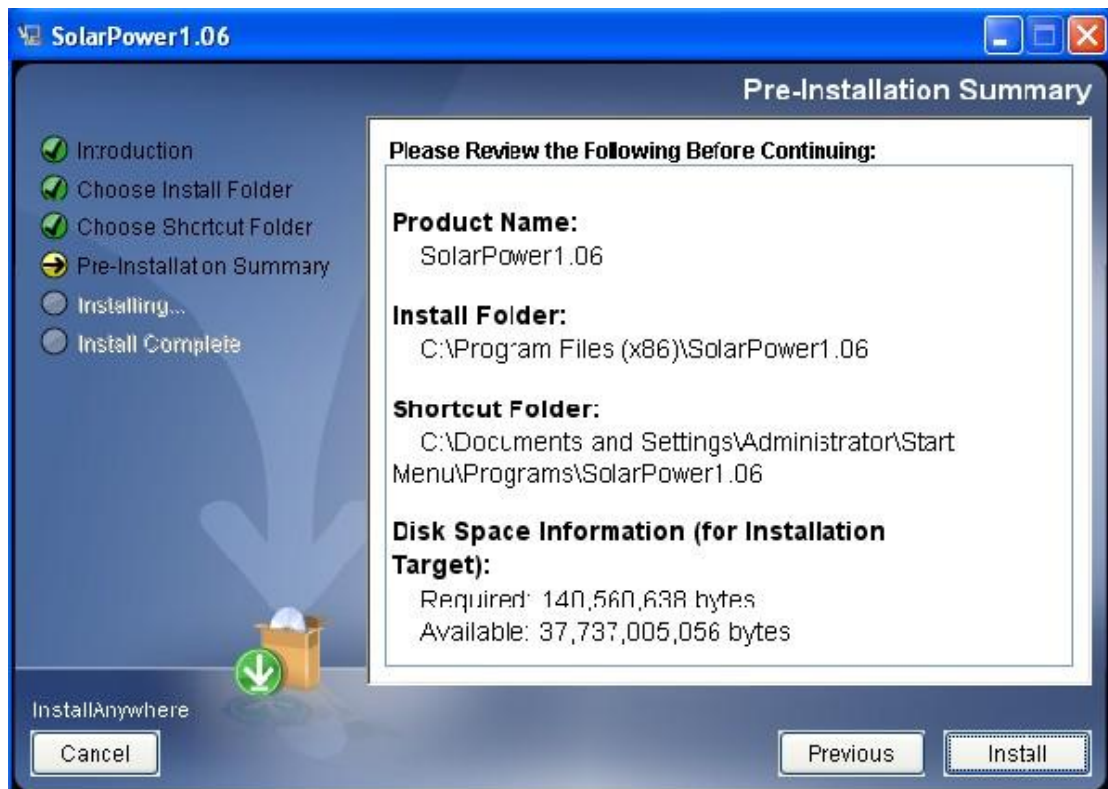 SolarPower1.06
Pre-Installation Summary
Introduction
Choose Install Folder
Choose Shortcut Folder
Pre-Installation Summary
Installing...
Install Complete
Please Review the Following Before Continuing:
Product Name:
SolarPower1.06
Install Folder:
C:\Program Files (x86)\SolarPower1.06
Shortcut Folder:
C:\Documents and Settings\Administrator\Start
Menu\Programs\SolarPower1.06
Disk Space Information (for Installation
Target):
Required: 140,560,638 bytes
Available: 37,737,005,056 bytes
InstallAnywhere
Cancel
Previous
Install